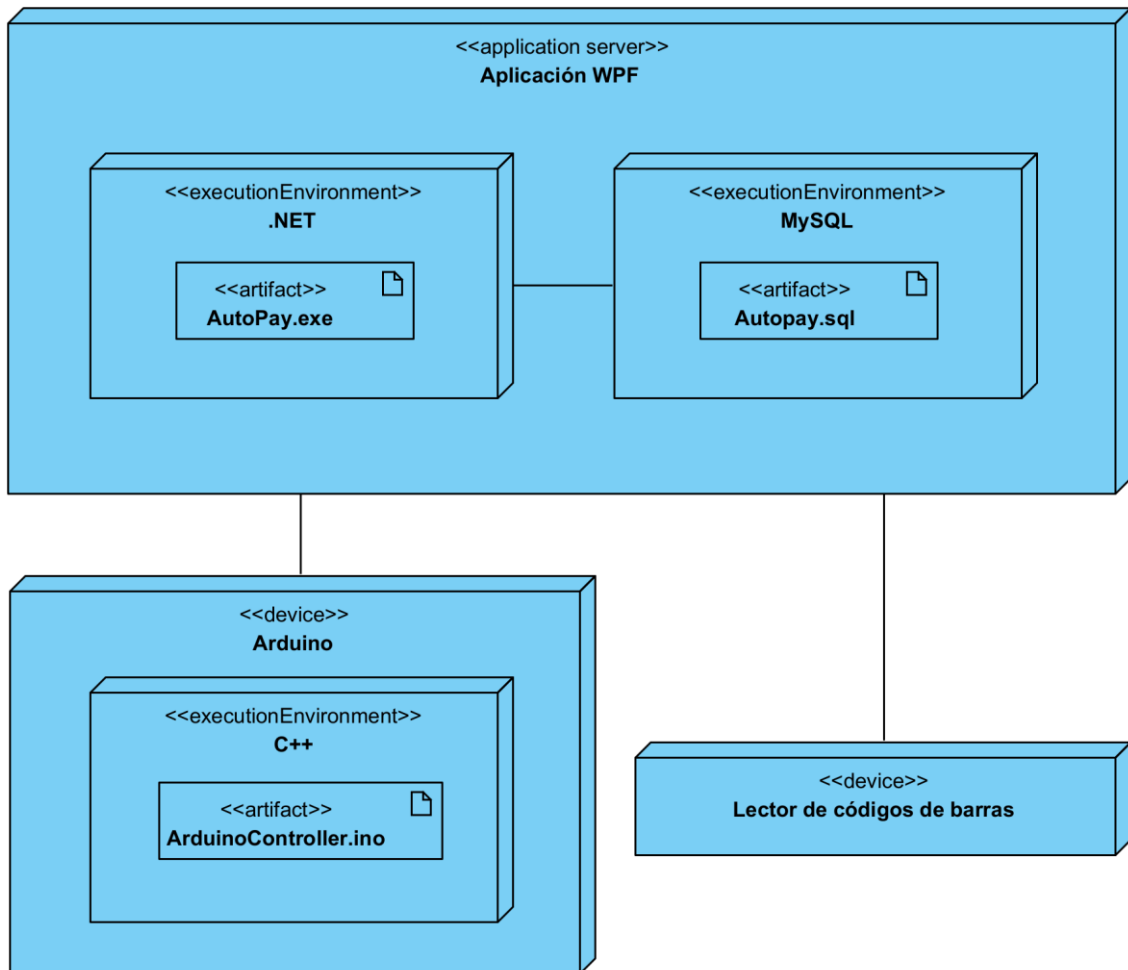 <<application server>>
Aplicación WPF
<<executionEnvironment>>
.NET
<<artifact>>
AutoPay.exe
<<executionEnvironment>>
MySQL
<<artifact>>
Autopay.sql
<<device>>
Arduino
<<executionEnvironment>>
C++
<<artifact>>
ArduinoController.ino
<<device>>
Lector de códigos de barras